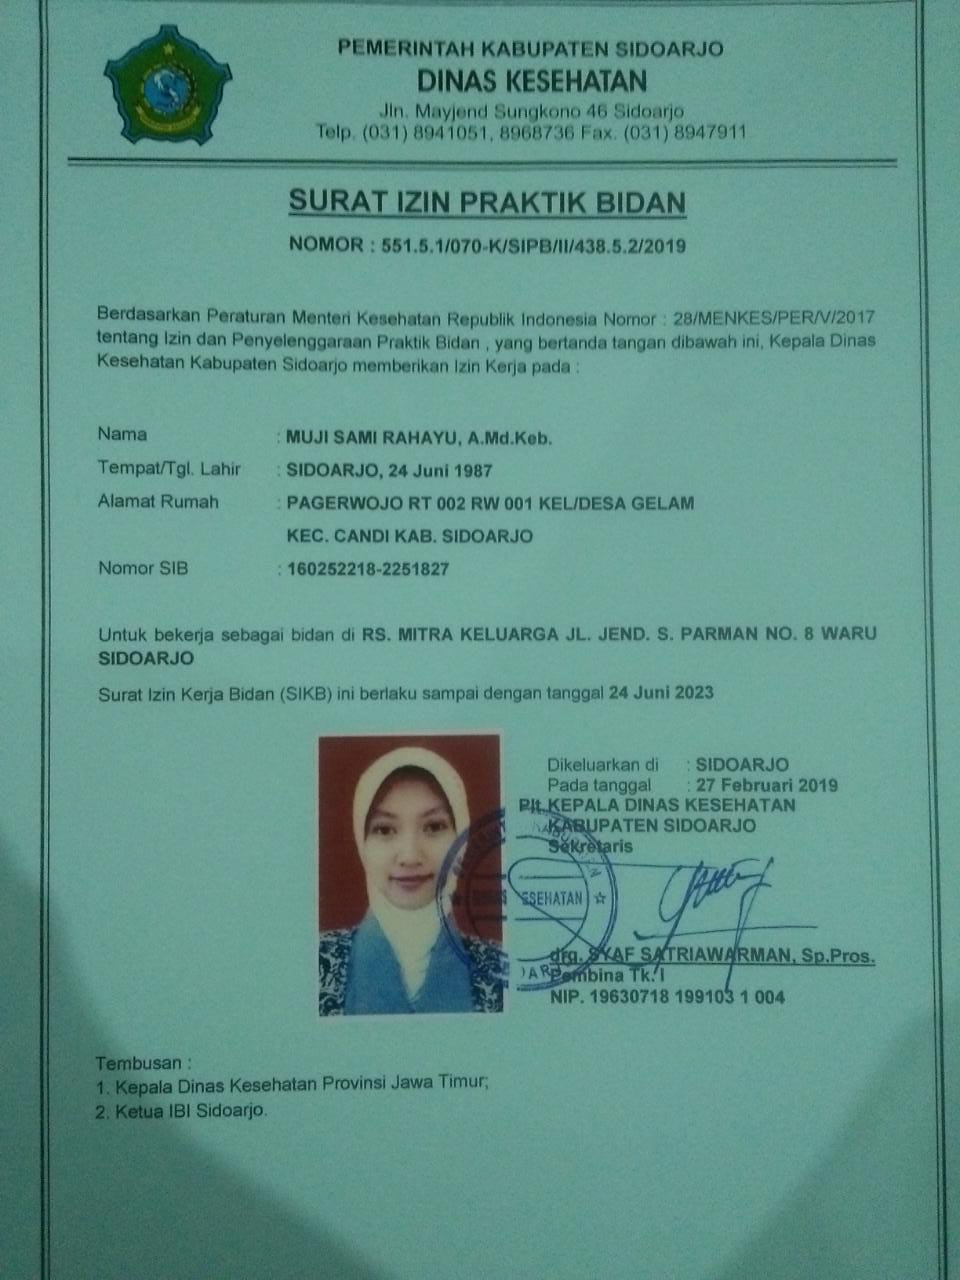 PEMERINTAH KABUPATEN SIDOARJO
DINAS KESEHATAN
Jln. Mayjend Sungkono 46 Sidoarjo
Telp. (031) 8941051, 8968736 Fax. (031) 8947911
SURAT IZIN PRAKTIK BIDAN
NOMOR : 551.5.1/070-K/SIPB/II/438.5.2/2019
Berdasarkan Peraturan Menteri Kesehatan Republik Indonesia Nomor : 28/MENKES/PER/V/2017
tentang Izin dan Penyelenggaraan Praktik Bidan , yang bertanda tangan dibawah ini, Kepala Dinas
Kesehatan Kabupaten Sidoarjo memberikan Izin Kerja pada :
Nama : MUJI SAMI RAHAYU, A.Md.Keb.
Tempat/Tgl. Lahir : SIDOARJO, 24 Juni 1987
Alamat Rumah : PAGERWOJO RT 002 RW 001 KEL/DESA GELAM
KEC. CANDI KAB. SIDOARJO
Nomor SIB : 160252218-2251827
Untuk bekerja sebagai bidan di RS. MITRA KELUARGA JL. JEND. S. PARMAN NO. 8 WARU
SIDOARJO
Surat Izin Kerja Bidan (SIKB) ini berlaku sampai dengan tanggal 24 Juni 2023
Dikeluarkan di : SIDOARJO
Pada tanggal : 27 Februari 2019
Plt.KEPALA DINAS KESEHATAN
KABUPATEN SIDOARJO
Sekretaris
ESEHATAN
drg. SYAF SATRIAWARMAN, Sp.Pros.
Pembina Tk. I
NIP. 19630718 199103 1 004
Tembusan :
1. Kepala Dinas Kesehatan Provinsi Jawa Timur;
2. Ketua IBI Sidoarjo.